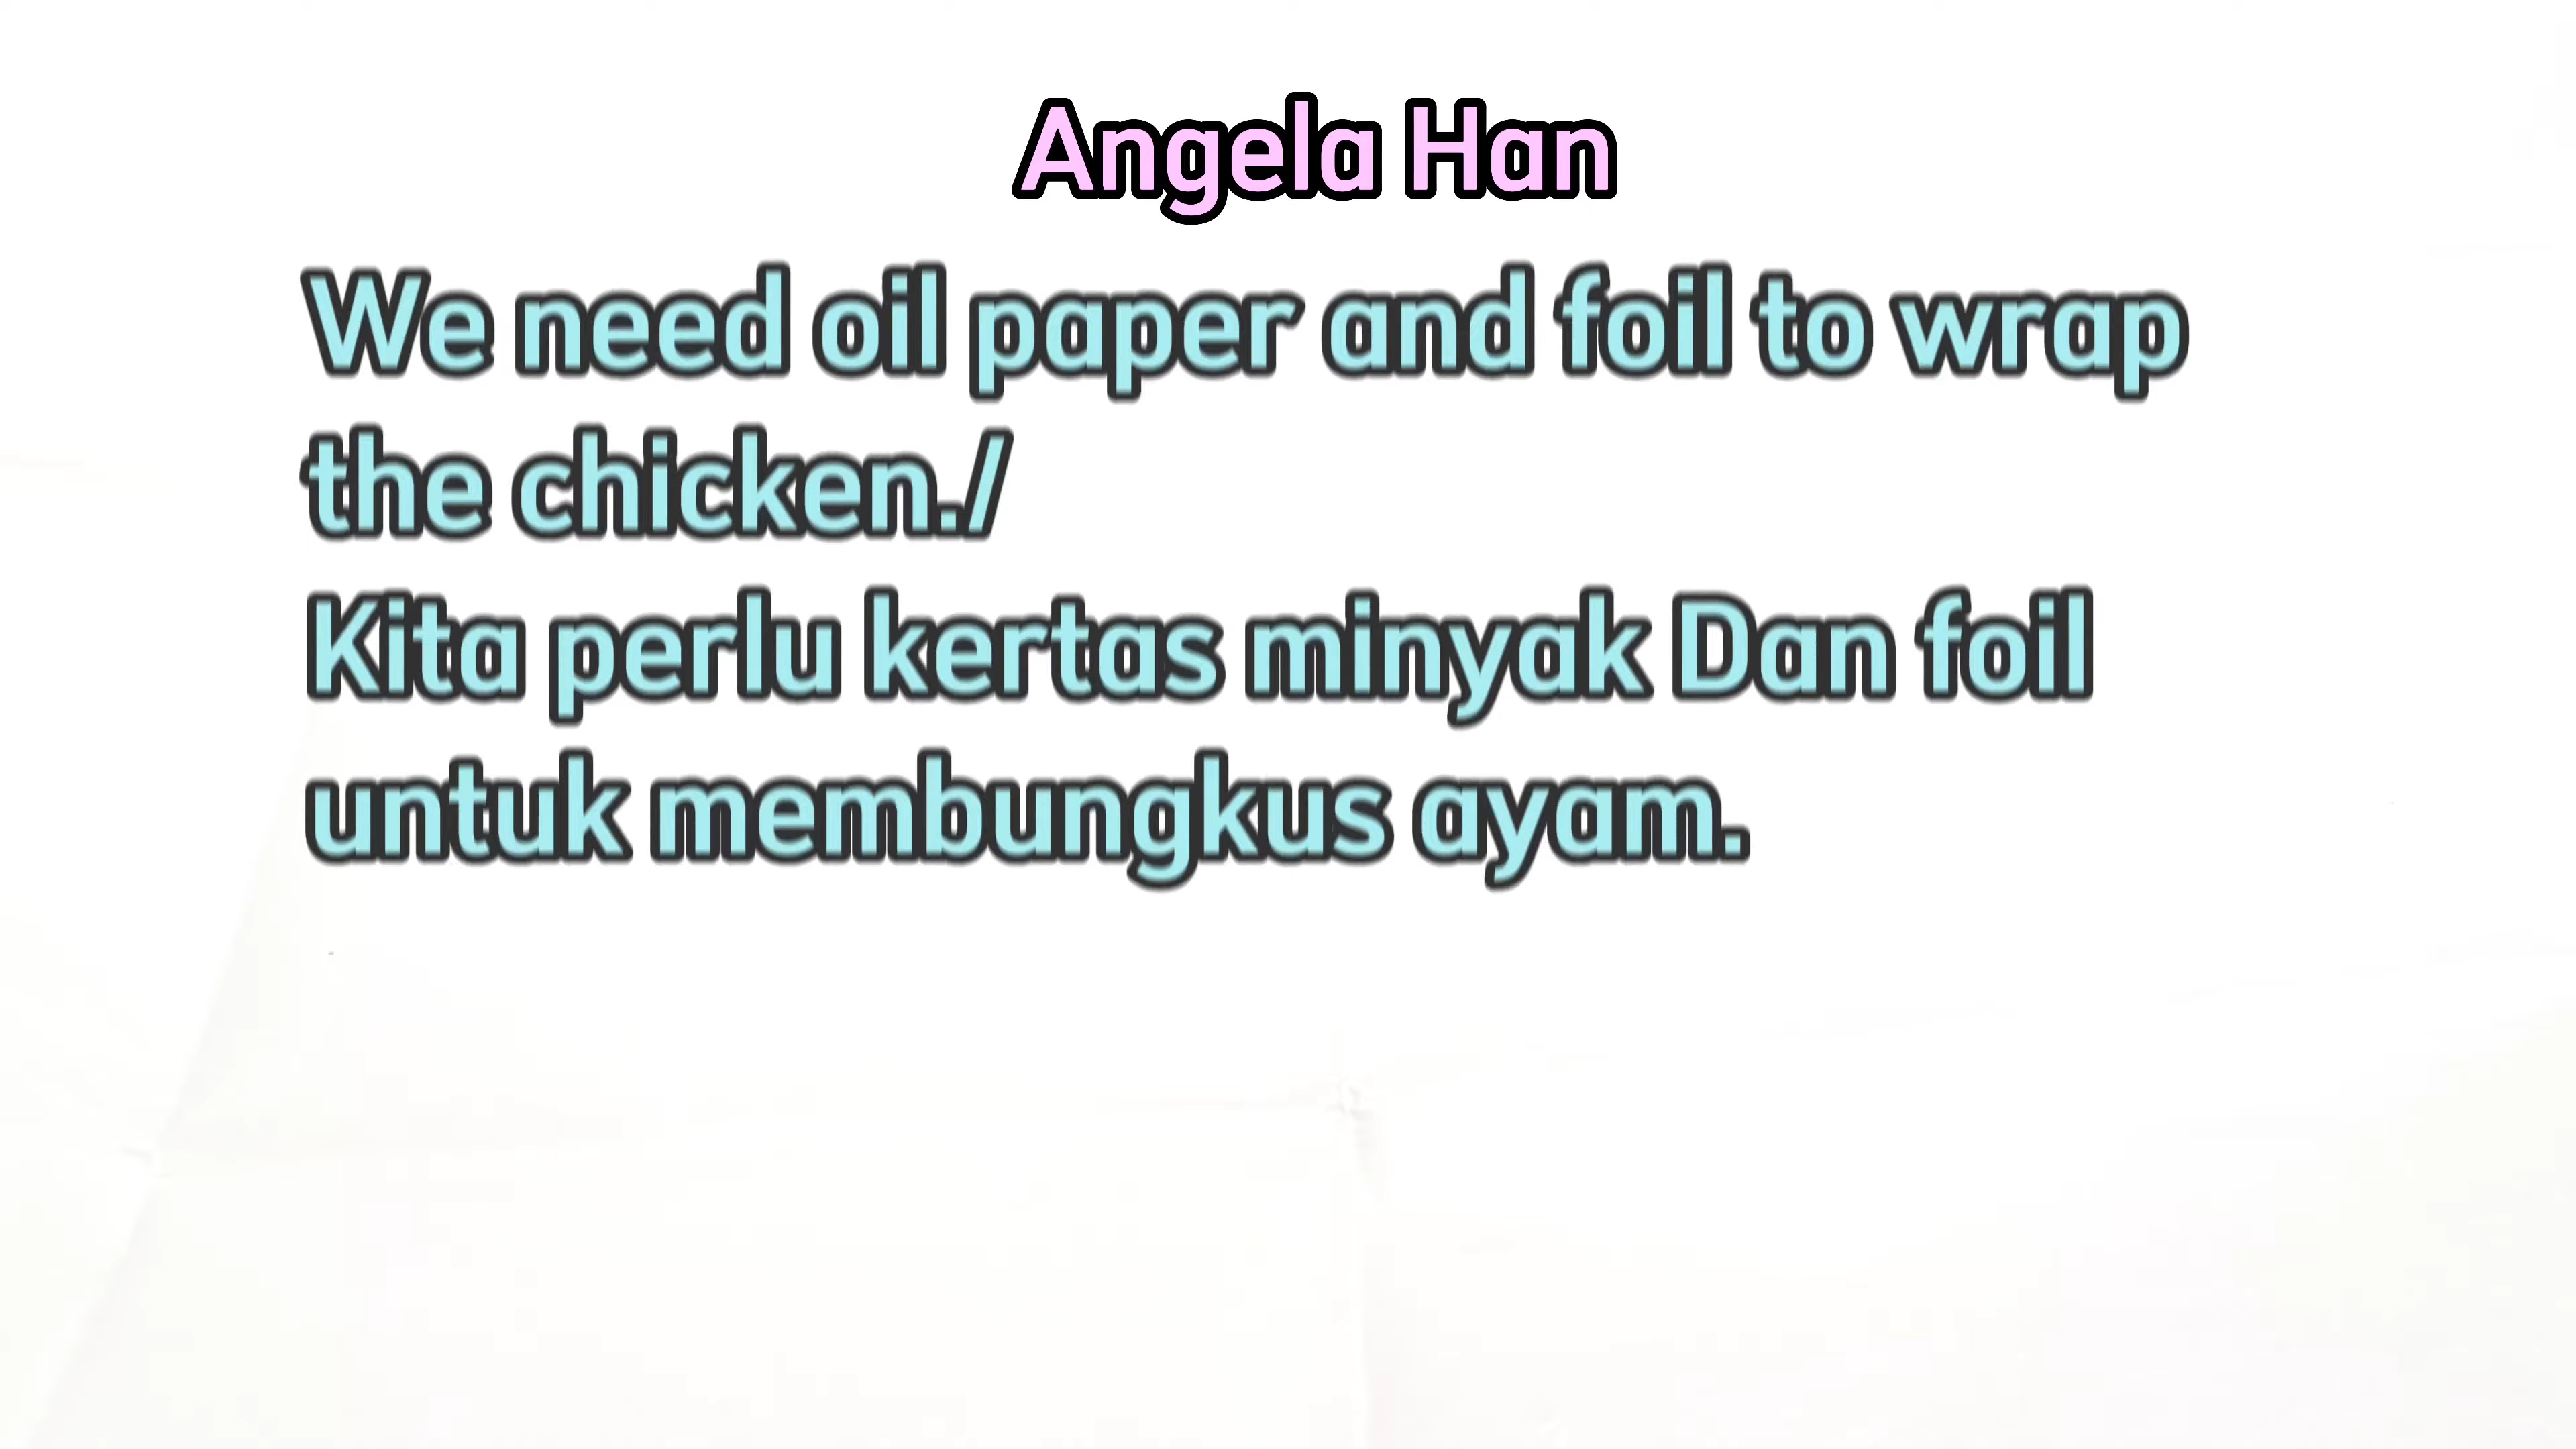 Angela Han
We need oil paper and foil to wrap
the chicken./
Kita perlu kertas minyak Dan foil
untuk membungkus ayam.